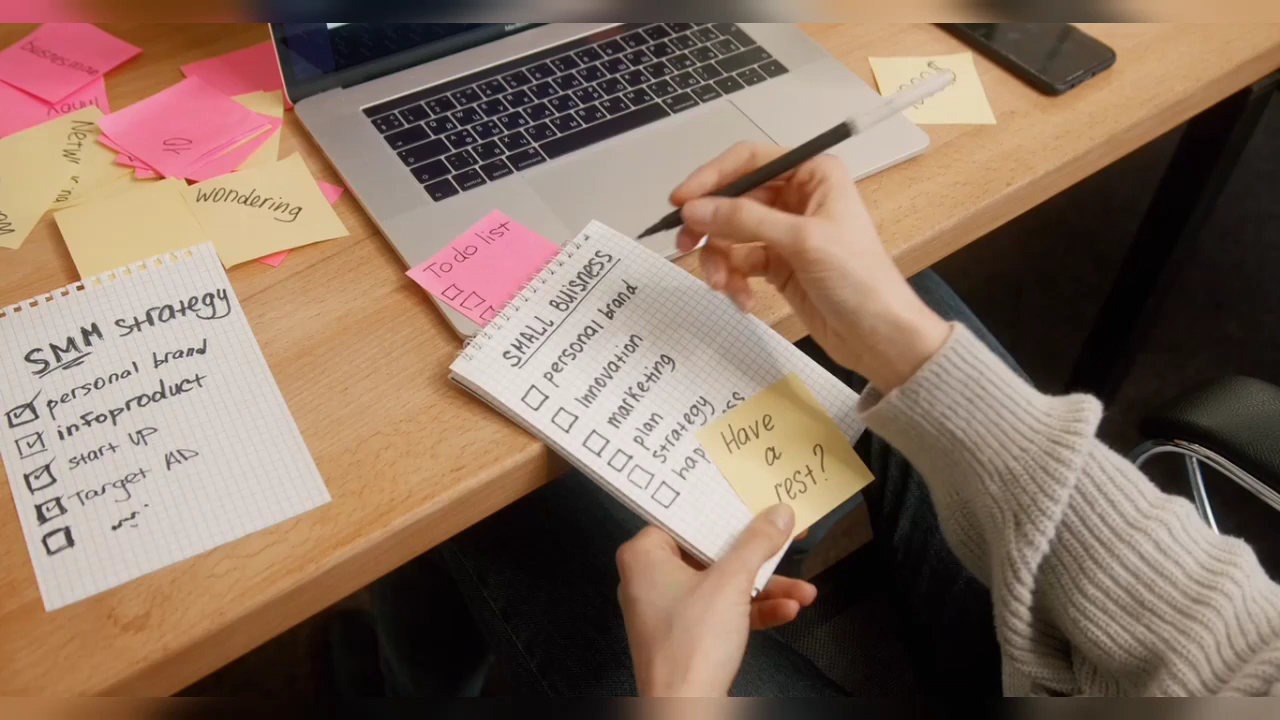 wondering
SMM strategy
personal brand
infoproduct
start UP
Target AD
To do list
SMALL BUISNESS
personal brand
innovation
marketing
plan
strategy
Have
a
rest?